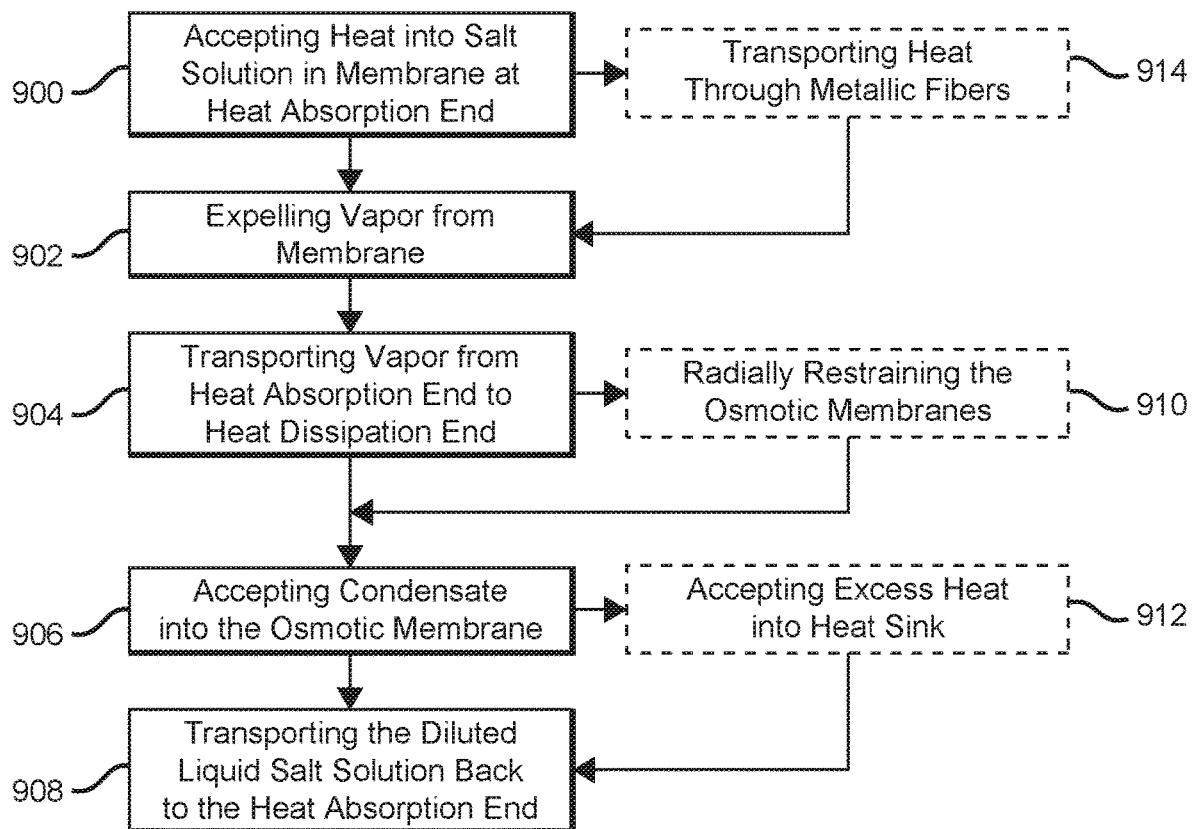 900
Accepting Heat into Salt
Solution in Membrane at
Heat Absorption End
Transporting Heat
Through Metallic Fibers
914
902
Expelling Vapor from
Membrane
904
Transporting Vapor from
Heat Absorption End to
Heat Dissipation End
Radially Restraining the
Osmotic Membranes
910
906
Accepting Condensate
into the Osmotic Membrane
Accepting Excess Heat
into Heat Sink
912
908
Transporting the Diluted
Liquid Salt Solution Back
to the Heat Absorption End